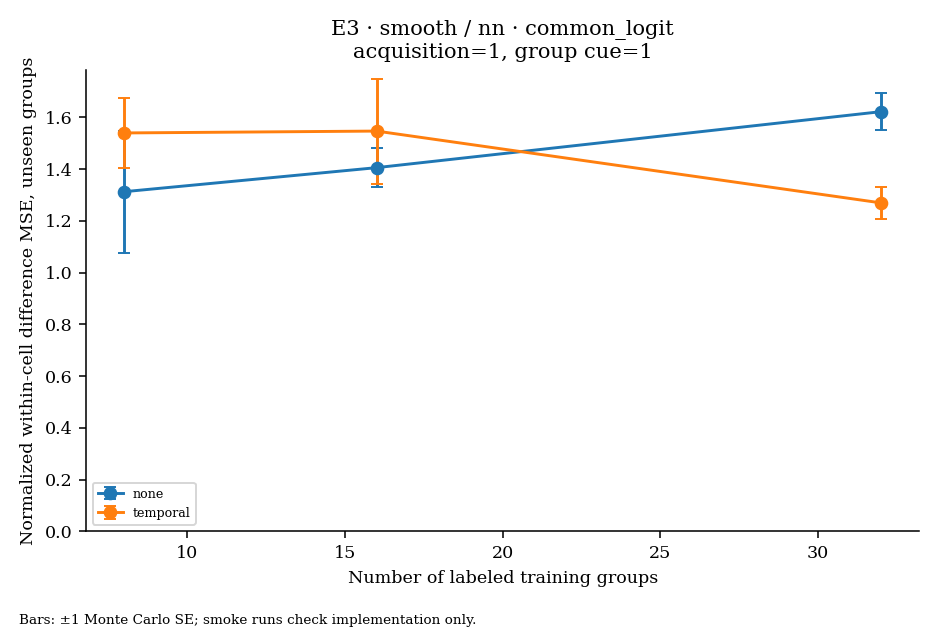 E3 · smooth / nn · common_logit
acquisition=1, group cue=1
Normalized within-cell difference MSE, unseen groups
1.6
1.4
1.2
1.0
0.8
0.6
0.4
0.2
0.0
none
temporal
10
15
20
25
30
Number of labeled training groups
Bars: ±1 Monte Carlo SE; smoke runs check implementation only.